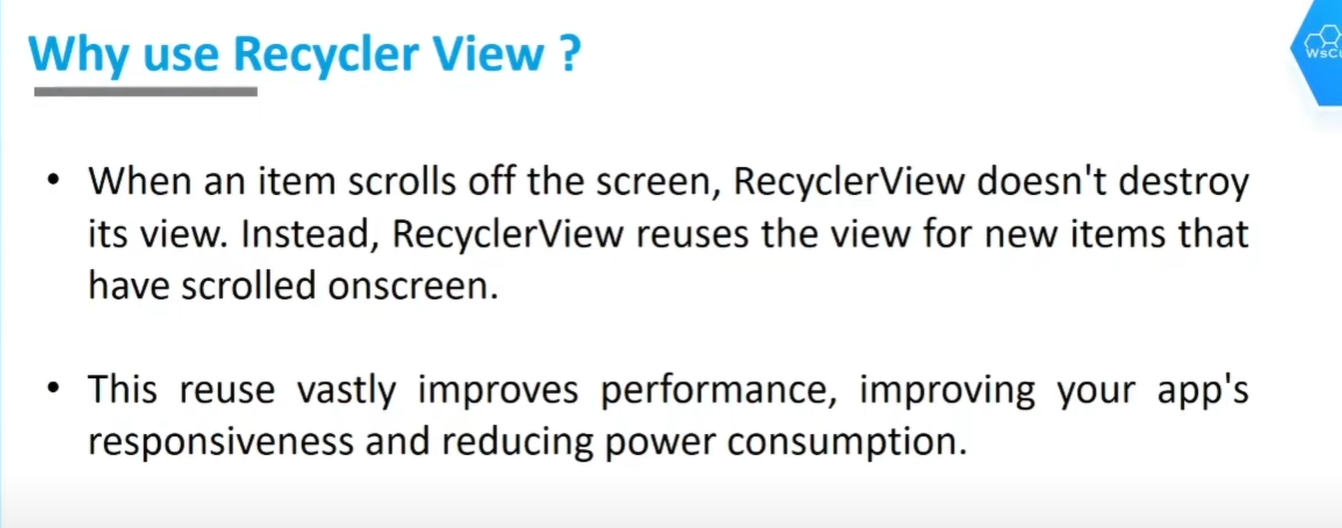 Why use Recycler View ?
• When an item scrolls off the screen, RecyclerView doesn't destroy
its view. Instead, RecyclerView reuses the view for new items that
have scrolled onscreen.
• This reuse vastly improves performance, improving your app's
responsiveness and reducing power consumption.